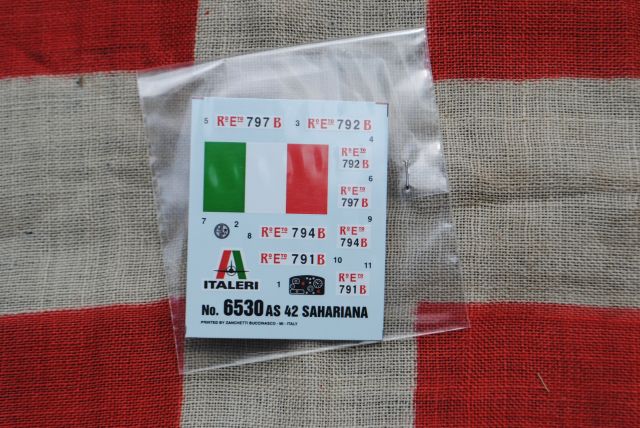 5 RºEᵗᵒ 797 B 3 RºEᵗᵒ 792 B
4
RºEᵗᵒ
792 B
6
RºEᵗᵒ
797 B
7 2 8 RºEᵗᵒ 794 B
9
RºEᵗᵒ
794 B
RºEᵗᵒ 791 B
10 11
1
RºEᵗᵒ
791 B
ITALERI
No. 6530 AS 42 SAHARIANA
PRINTED BY ZANCHETTI BUCCINASCO - MI - ITALY